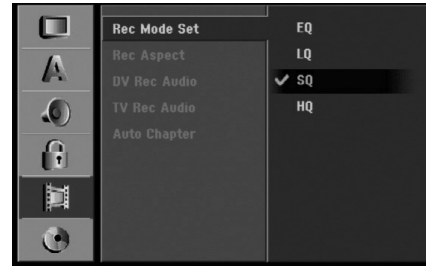 Rec Mode Set
Rec Aspect
DV Rec Audio
TV Rec Audio
Auto Chapter
EQ
LQ
SQ
HQ